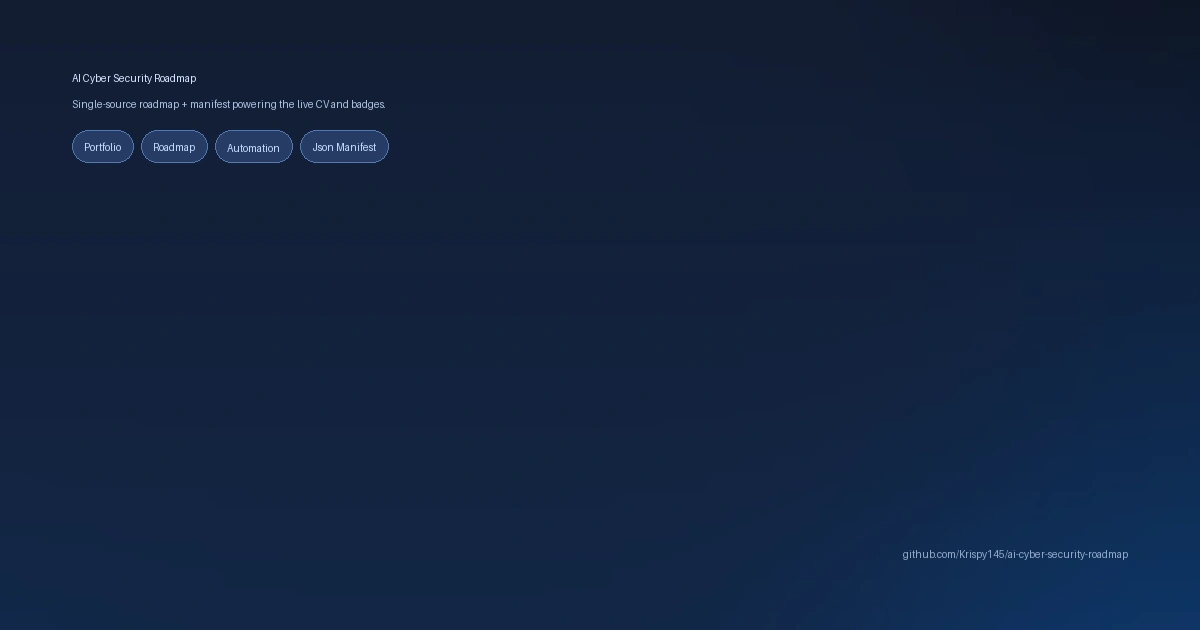 AI Cyber Security Roadmap
Single-source roadmap + manifest powering the live CV and badges.
Portfolio Roadmap Automation Json Manifest
github.com/Krispy145/ai-cyber-security-roadmap